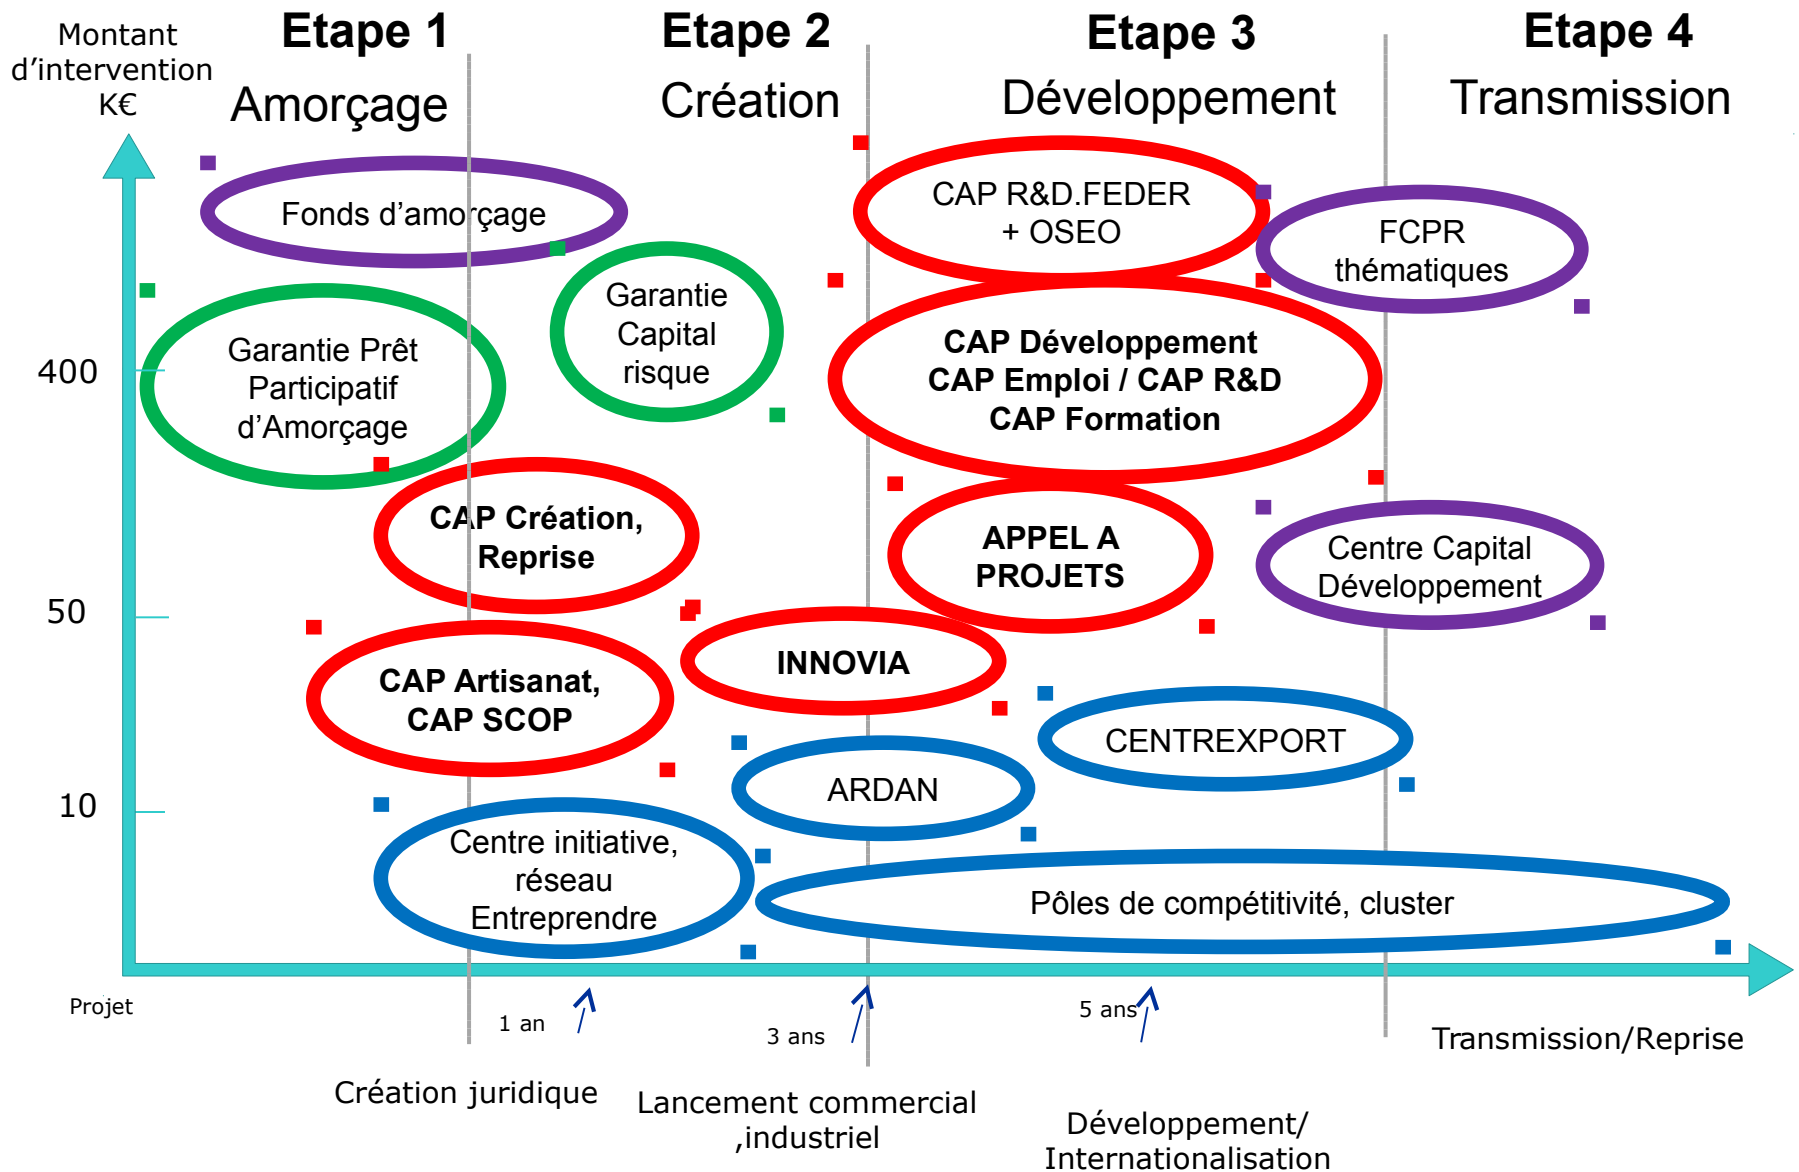 Montant
d’intervention
K€
Etape 1
Etape 2
Etape 3
Etape 4
Amorçage
Création
Développement
Transmission
Fonds d’amorçage
CAP R&D.FEDER
+ OSEO
FCPR
thématiques
Garantie
Capital
risque
Garantie Prêt
Participatif
d’Amorçage
CAP Développement
CAP Emploi / CAP R&D
CAP Formation
400
CAP Création,
Reprise
APPEL A
PROJETS
Centre Capital
Développement
50
CAP Artisanat,
CAP SCOP
INNOVIA
CENTREXPORT
ARDAN
10
Centre initiative,
réseau
Entreprendre
Pôles de compétitivité, cluster
Projet
1 an
3 ans
5 ans
Transmission/Reprise
Création juridique
Lancement commercial
,industriel
Développement/
Internationalisation